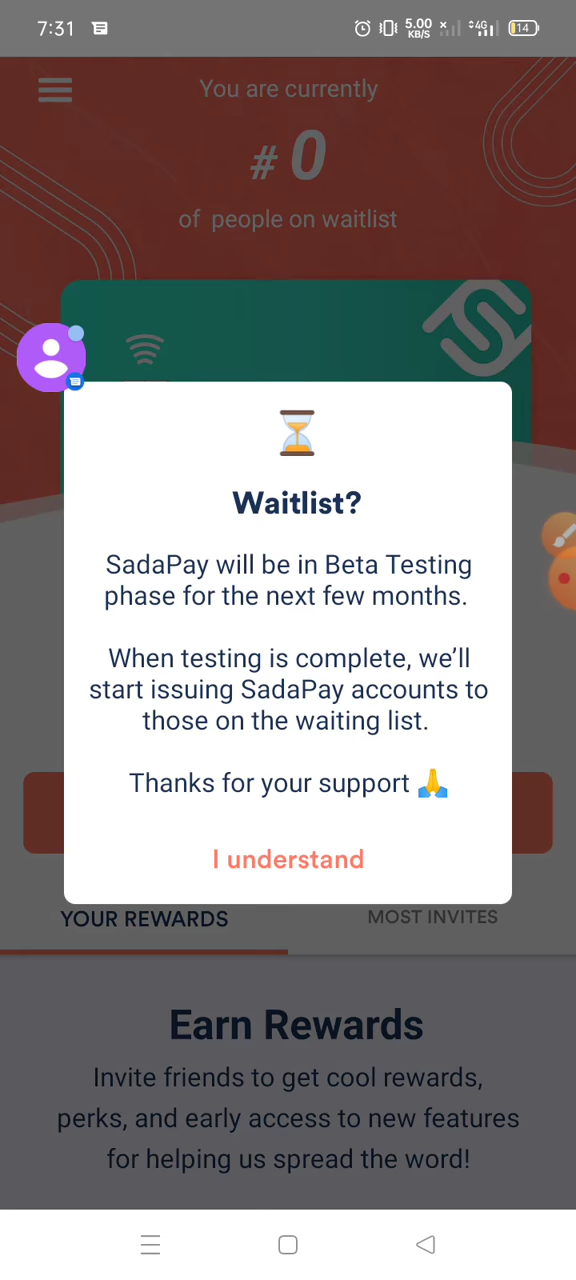 7:31
5.00
KB/S
4G
14
You are currently
# 0
of people on waitlist
Waitlist?
SadaPay will be in Beta Testing
phase for the next few months.
When testing is complete, we’ll
start issuing SadaPay accounts to
those on the waiting list.
Thanks for your support 🙏
I understand
YOUR REWARDS
MOST INVITES
Earn Rewards
Invite friends to get cool rewards,
perks, and early access to new features
for helping us spread the word!